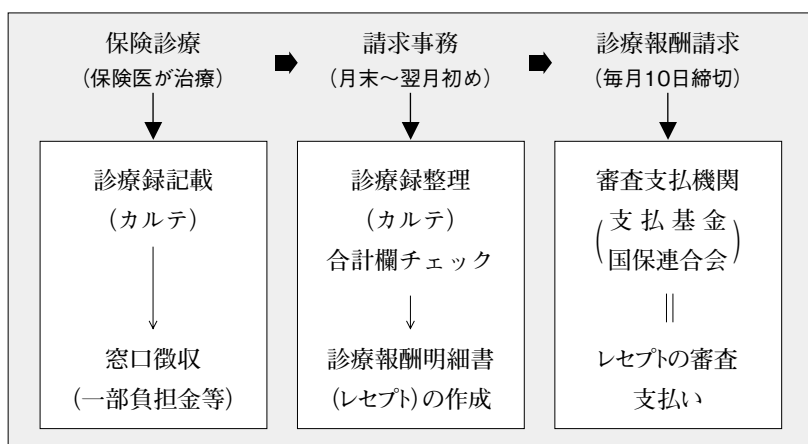 保険診療
(保険医が治療)
請求事務
(月末～翌月初め)
診療報酬請求
(毎月10日締切)
診療録記載
(カルテ)
窓口徴収
(一部負担金等)
診療録整理
(カルテ)
合計欄チェック
診療報酬明細書
(レセプト)の作成
審査支払機関
(支払基金
国保連合会)
レセプトの審査
支払い